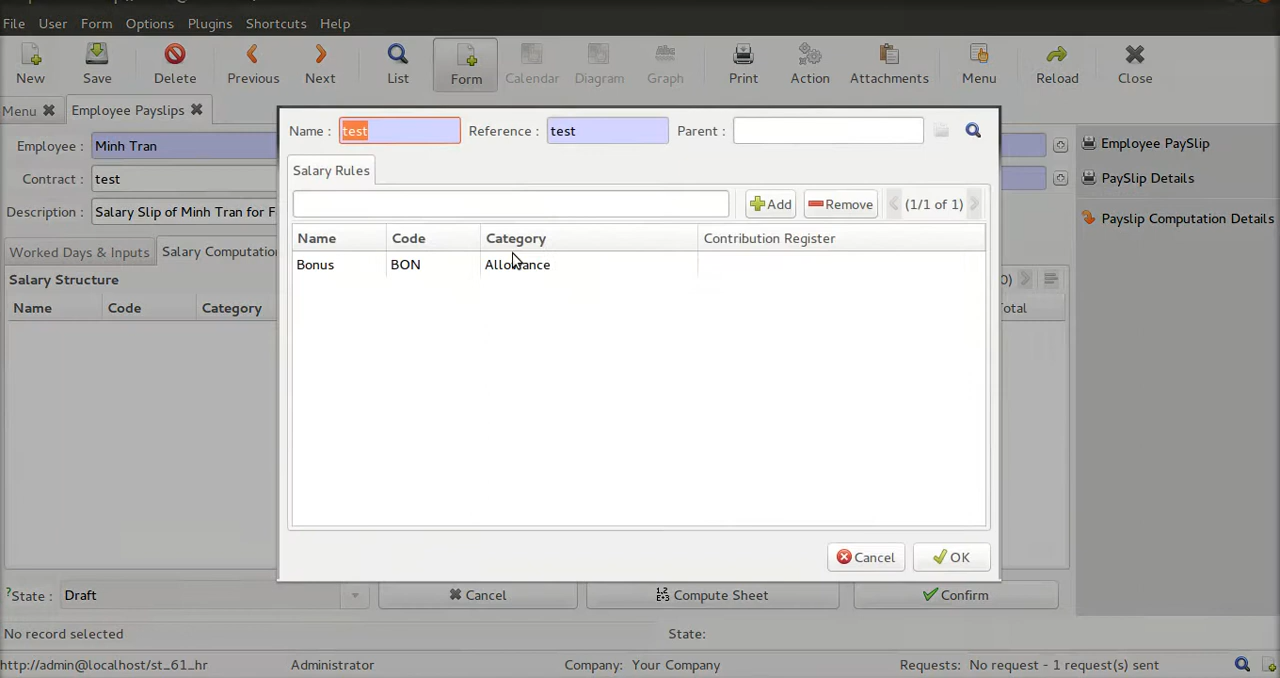 File User Form Options Plugins Shortcuts Help
New Save Delete Previous Next List Form Calendar Diagram Graph Print Action Attachments Menu Reload Close
Menu Employee Payslips
Name : test Reference : test Parent :
Employee : Minh Tran Employee PaySlip
Contract : test Salary Rules PaySlip Details
Description : Salary Slip of Minh Tran for F Add Remove (1/1 of 1) Payslip Computation Details
Worked Days & Inputs Salary Computation Name Code Category Contribution Register
Bonus BON Allowance
Salary Structure 0)
Name Code Category Total
Cancel OK
?State : Draft Cancel Compute Sheet Confirm
No record selected State:
http://admin@localhost/st_61_hr Administrator Company: Your Company Requests: No request - 1 request(s) sent